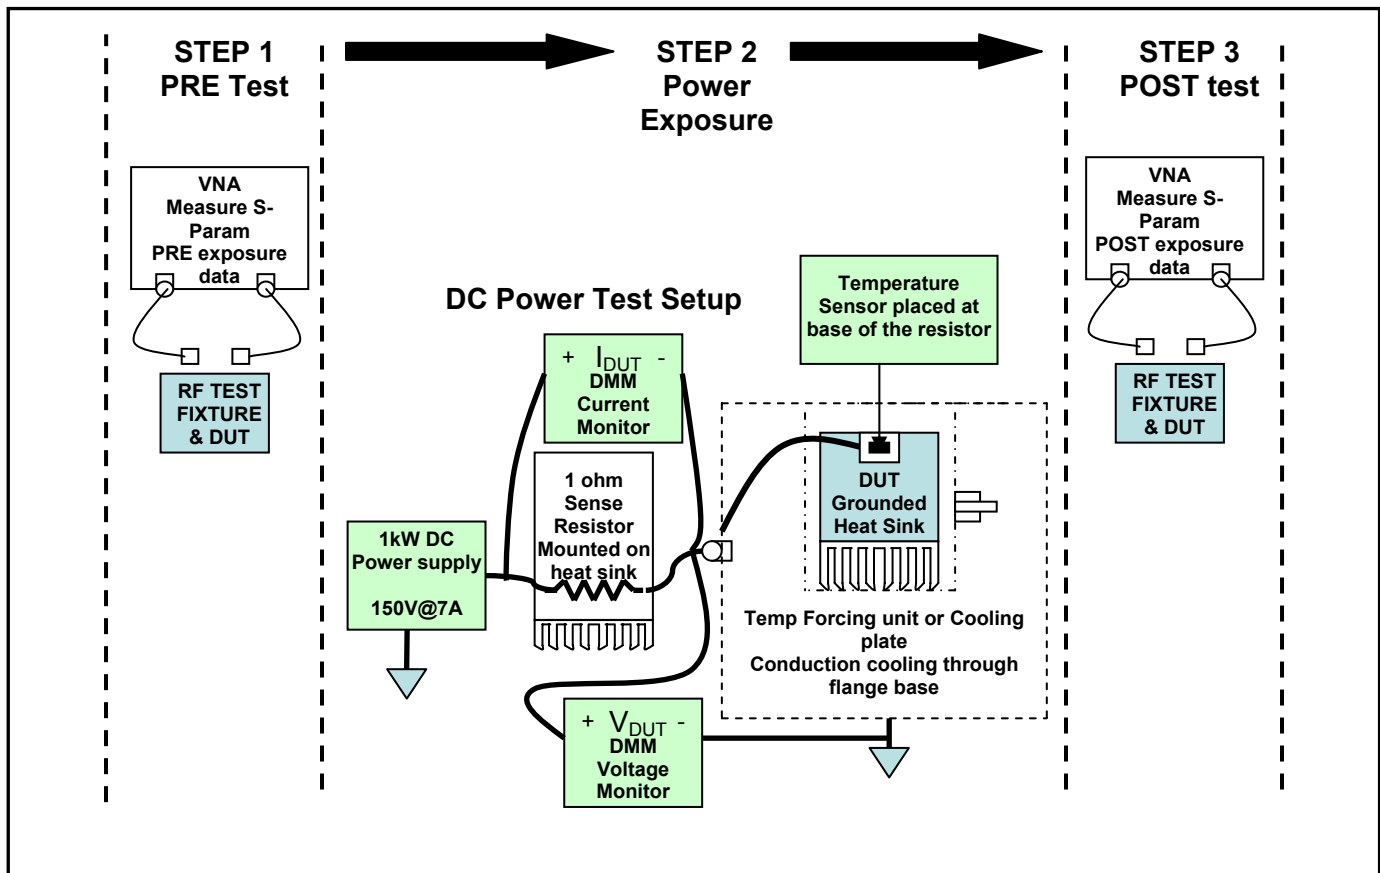 STEP 1
PRE Test
STEP 2
Power
Exposure
STEP 3
POST test
VNA
Measure S-
Param
PRE exposure
data
RF TEST
FIXTURE
& DUT
DC Power Test Setup
+ IDUT -
DMM
Current
Monitor
1 ohm
Sense
Resistor
Mounted on
heat sink
1kW DC
Power supply
150V@7A
+ VDUT -
DMM
Voltage
Monitor
Temperature
Sensor placed at
base of the resistor
DUT
Grounded
Heat Sink
Temp Forcing unit or Cooling
plate
Conduction cooling through
flange base
VNA
Measure S-
Param
POST exposure
data
RF TEST
FIXTURE
& DUT